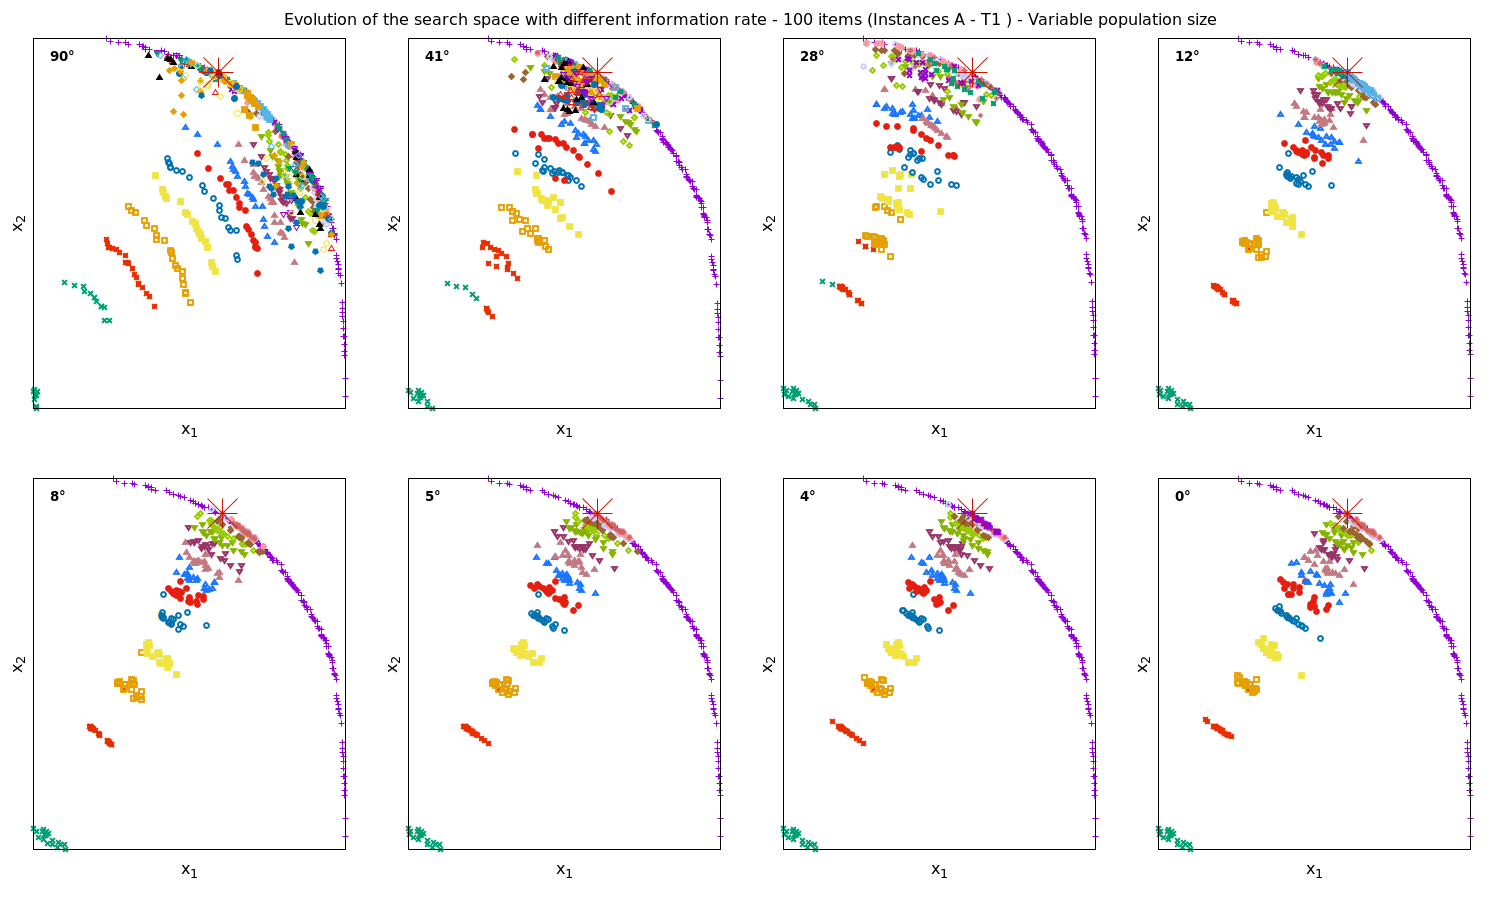 Evolution of the search space with different information rate - 100 items (Instances A - T1 ) - Variable population size
90° 41° 28° 12°
x2 x2 x2 x2
x1 x1 x1 x1
8° 5° 4° 0°
x2 x2 x2 x2
x1 x1 x1 x1